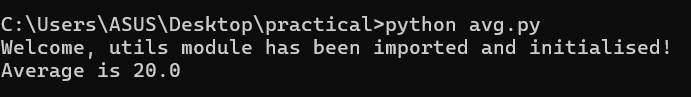 C:\Users\ASUS\Desktop\practical>python avg.py
Welcome, utils module has been imported and initialised!
Average is 20.0